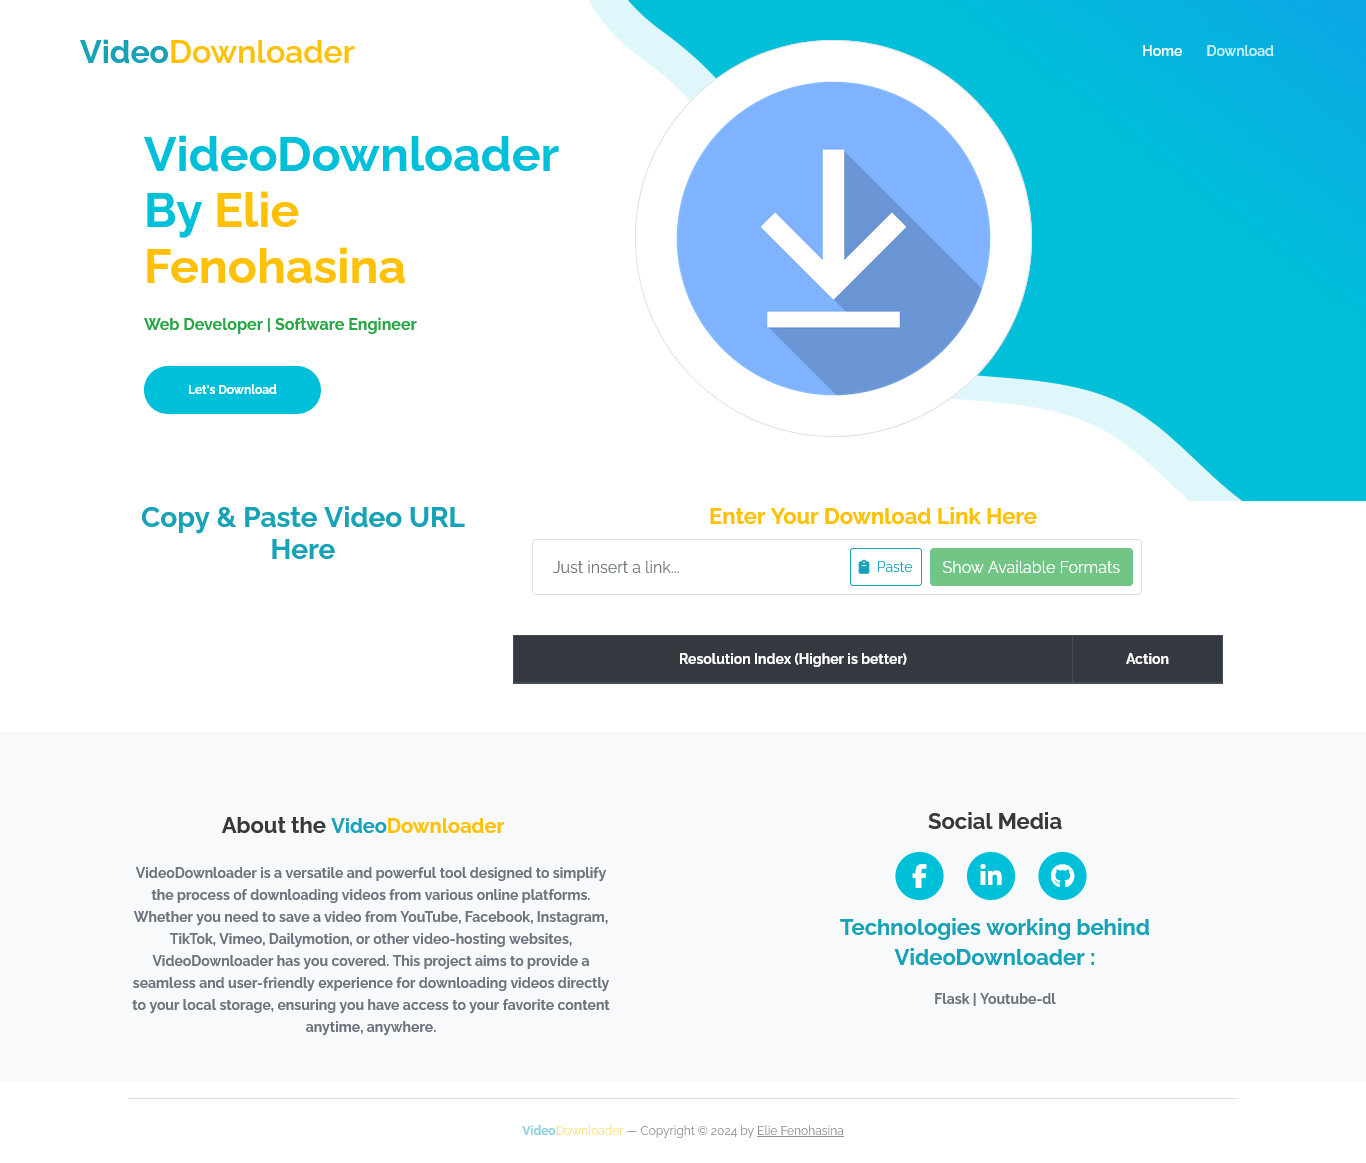 VideoDownloader
Home
Download
VideoDownloader
By Elie
Fenohasina
Web Developer | Software Engineer
Let's Download
Copy & Paste Video URL
Here
Enter Your Download Link Here
Just insert a link...
Paste
Show Available Formats
Resolution Index (Higher is better)
Action
About the VideoDownloader
VideoDownloader is a versatile and powerful tool designed to simplify
the process of downloading videos from various online platforms.
Whether you need to save a video from YouTube, Facebook, Instagram,
TikTok, Vimeo, Dailymotion, or other video-hosting websites,
VideoDownloader has you covered. This project aims to provide a
seamless and user-friendly experience for downloading videos directly
to your local storage, ensuring you have access to your favorite content
anytime, anywhere.
Social Media
Technologies working behind
VideoDownloader :
Flask | Youtube-dl
VideoDownloader — Copyright © 2024 by Elie Fenohasina